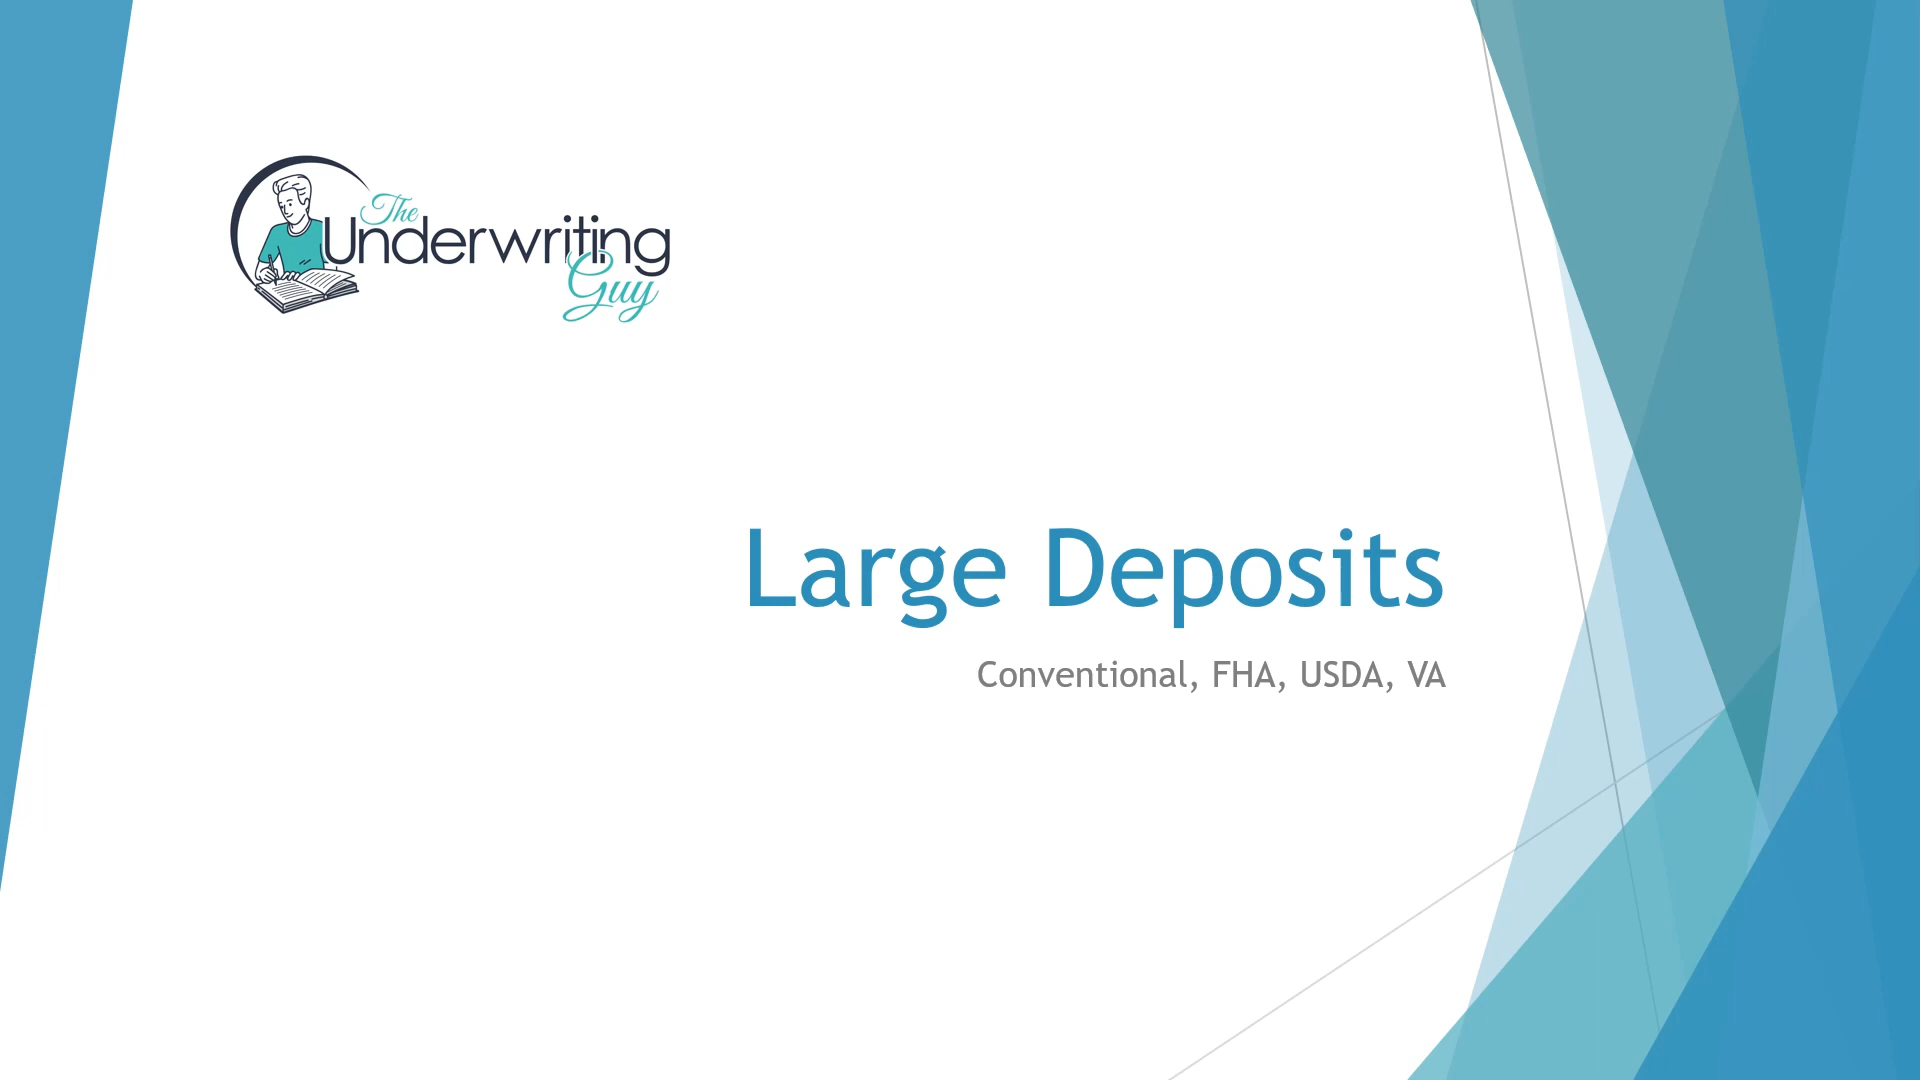 The
Underwriting
Guy
Large Deposits
Conventional, FHA, USDA, VA